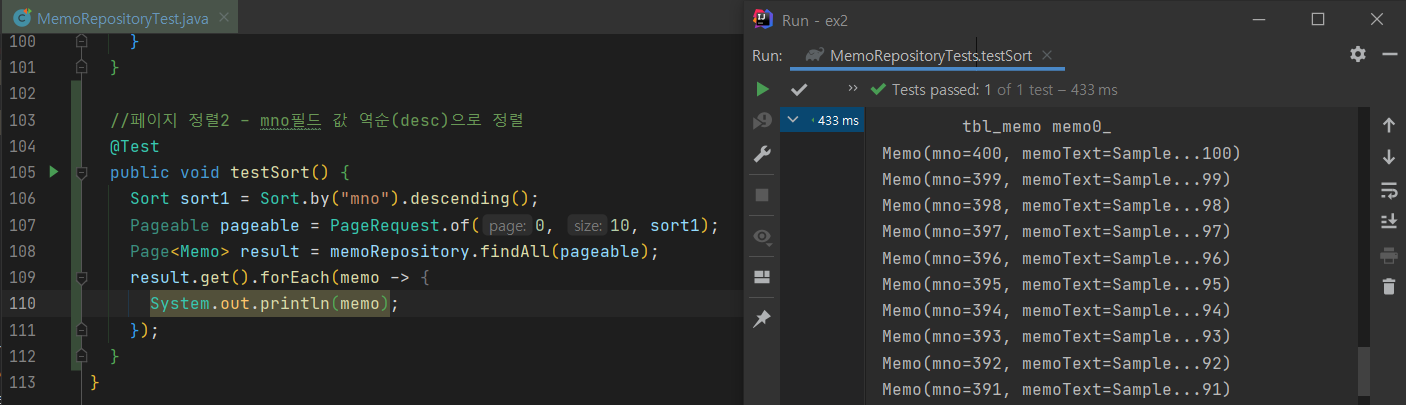 MemoRepositoryTest.java
100 }
101 }
102
103 //페이지 정렬2 - mno필드 값 역순(desc)으로 정렬
104 @Test
105 public void testSort() {
106 Sort sort1 = Sort.by("mno").descending();
107 Pageable pageable = PageRequest.of( page: 0, size: 10, sort1);
108 Page<Memo> result = memoRepository.findAll(pageable);
109 result.get().forEach(memo -> {
110 System.out.println(memo);
111 });
112 }
113 }
Run - ex2
Run: MemoRepositoryTests.testSort
Tests passed: 1 of 1 test – 433 ms
433 ms
tbl_memo memo0_
Memo(mno=400, memoText=Sample...100)
Memo(mno=399, memoText=Sample...99)
Memo(mno=398, memoText=Sample...98)
Memo(mno=397, memoText=Sample...97)
Memo(mno=396, memoText=Sample...96)
Memo(mno=395, memoText=Sample...95)
Memo(mno=394, memoText=Sample...94)
Memo(mno=393, memoText=Sample...93)
Memo(mno=392, memoText=Sample...92)
Memo(mno=391, memoText=Sample...91)